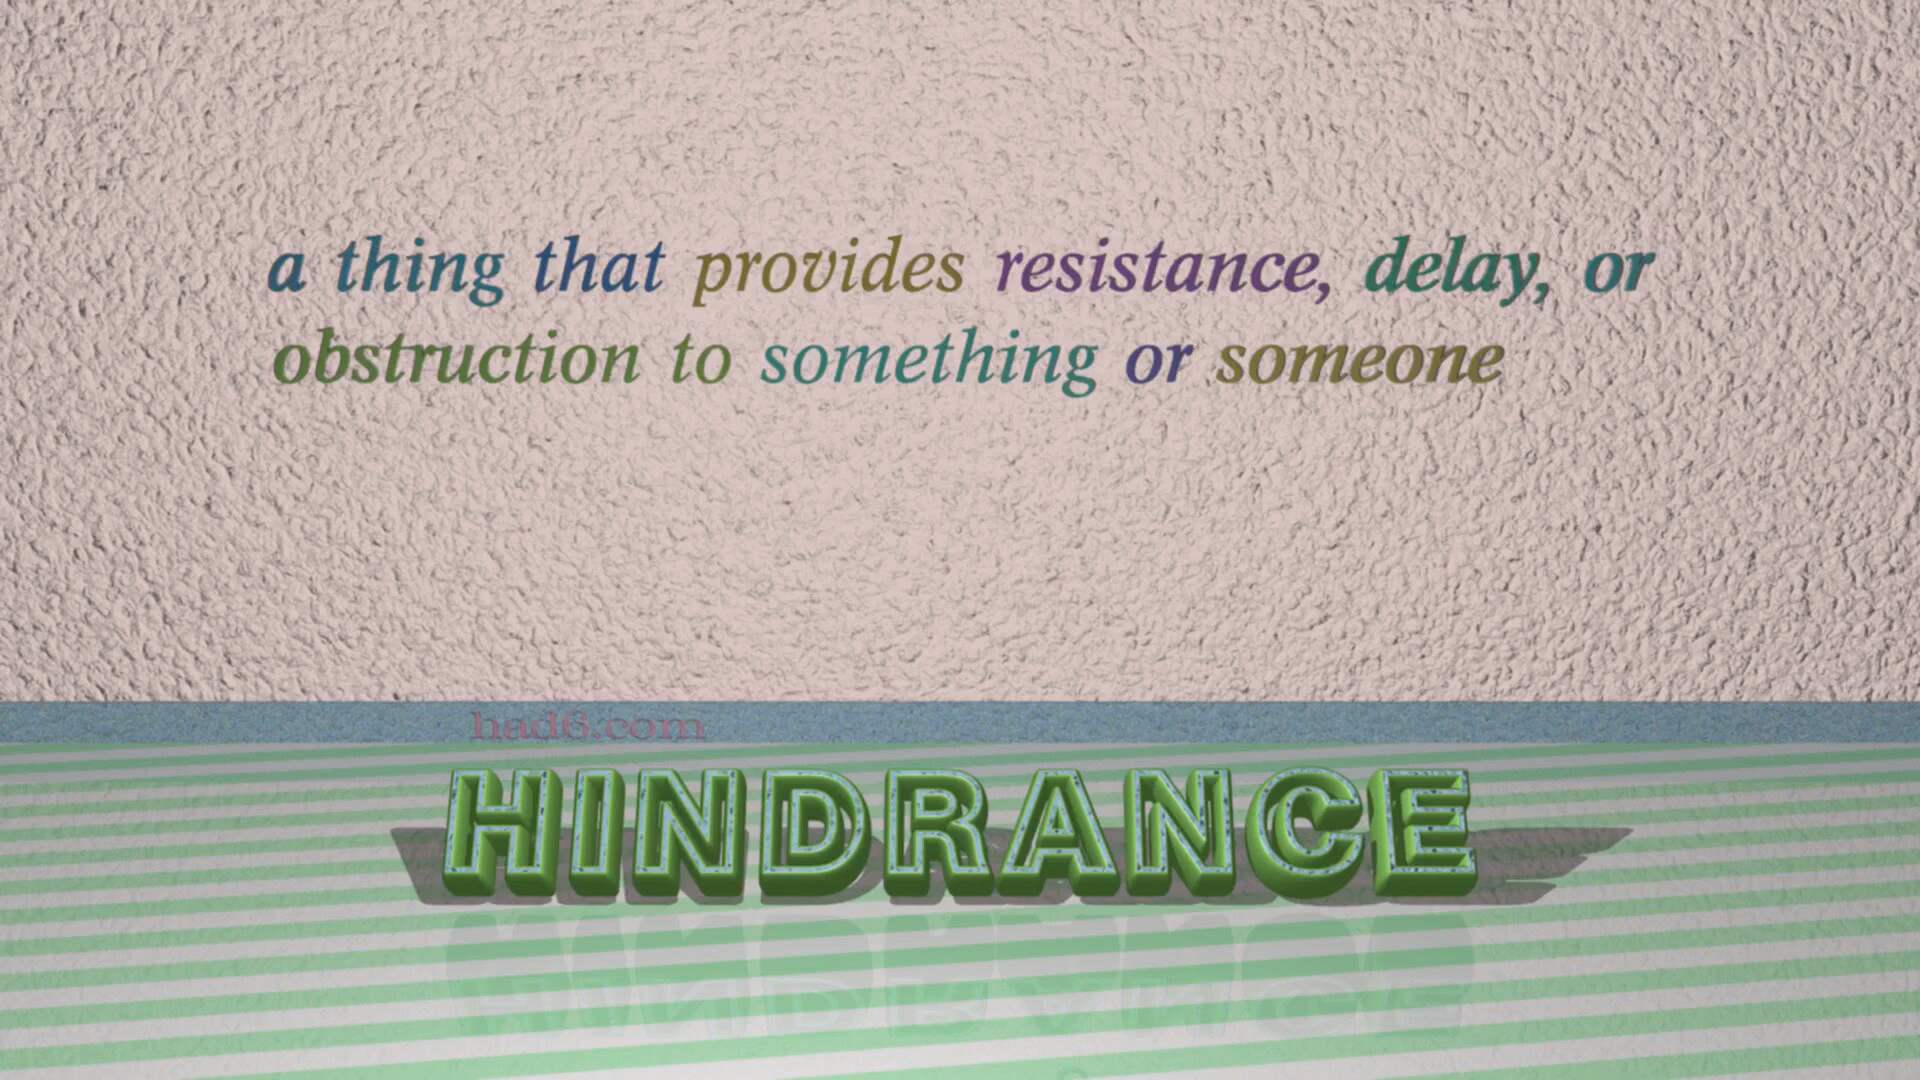 a thing that provides resistance, delay, or
obstruction to something or someone
had6.com
HINDRANCE